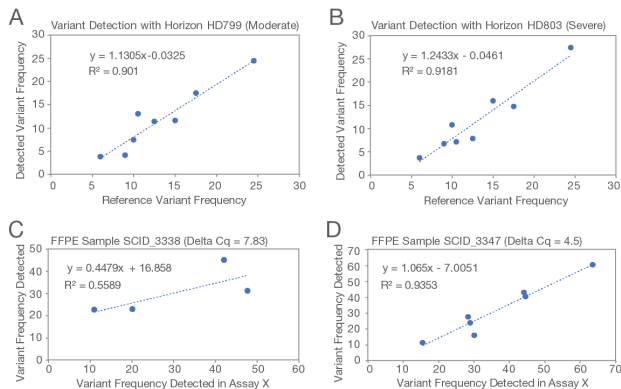 A
Variant Detection with Horizon HD799 (Moderate)
Detected Variant Frequency
30
25
20
15
10
5
0
y = 1.1305x-0.0325
R² = 0.901
0 5 10 15 20 25 30
Reference Variant Frequency
B
Variant Detection with Horizon HD803 (Severe)
Detected Variant Frequency
30
25
20
15
10
5
0
y = 1.2433x - 0.0461
R² = 0.9181
0 5 10 15 20 25 30
Reference Variant Frequency
C
FFPE Sample SCID_3338 (Delta Cq = 7.83)
Variant Frequency Detected
50
40
30
20
10
0
y = 0.4479x + 16.858
R² = 0.5589
0 10 20 30 40 50 60
Variant Frequency Detected in Assay X
D
FFPE Sample SCID_3347 (Delta Cq = 4.5)
Variant Frequency Detected
70
60
50
40
30
20
10
0
y = 1.065x - 7.0051
R² = 0.9353
0 10 20 30 40 50 60 70
Variant Frequency Detected in Assay X